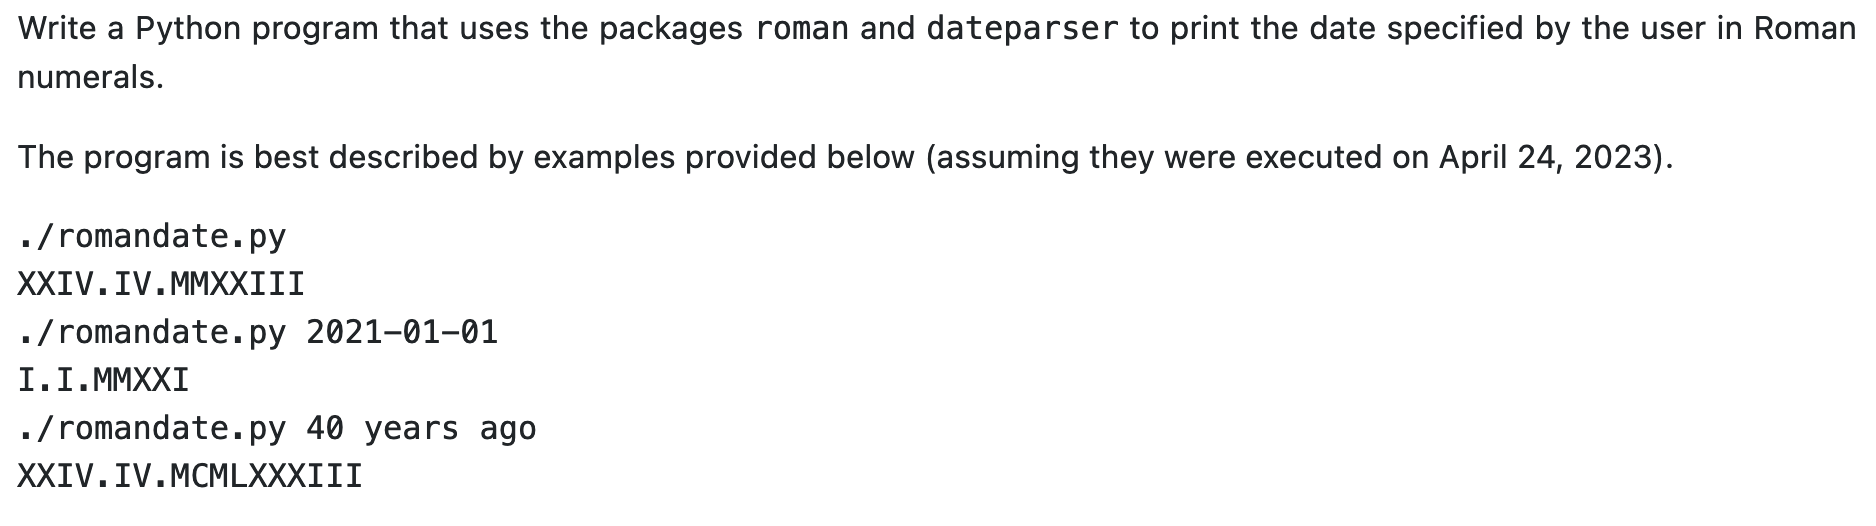 Write a Python program that uses the packages roman and dateparser to print the date specified by the user in Roman
numerals.
The program is best described by examples provided below (assuming they were executed on April 24, 2023).
./romandate.py
XXIV.IV.MMXXIII
./romandate.py 2021-01-01
I.I.MMXXI
./romandate.py 40 years ago
XXIV.IV.MCMLXXXIII